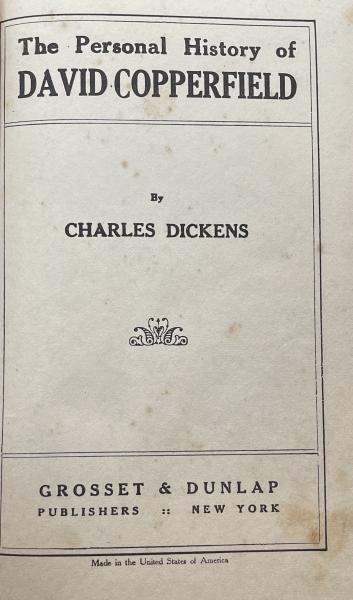 The Personal History of
DAVID COPPERFIELD
By
CHARLES DICKENS
GROSSET & DUNLAP
PUBLISHERS :: NEW YORK
Made in the United States of America